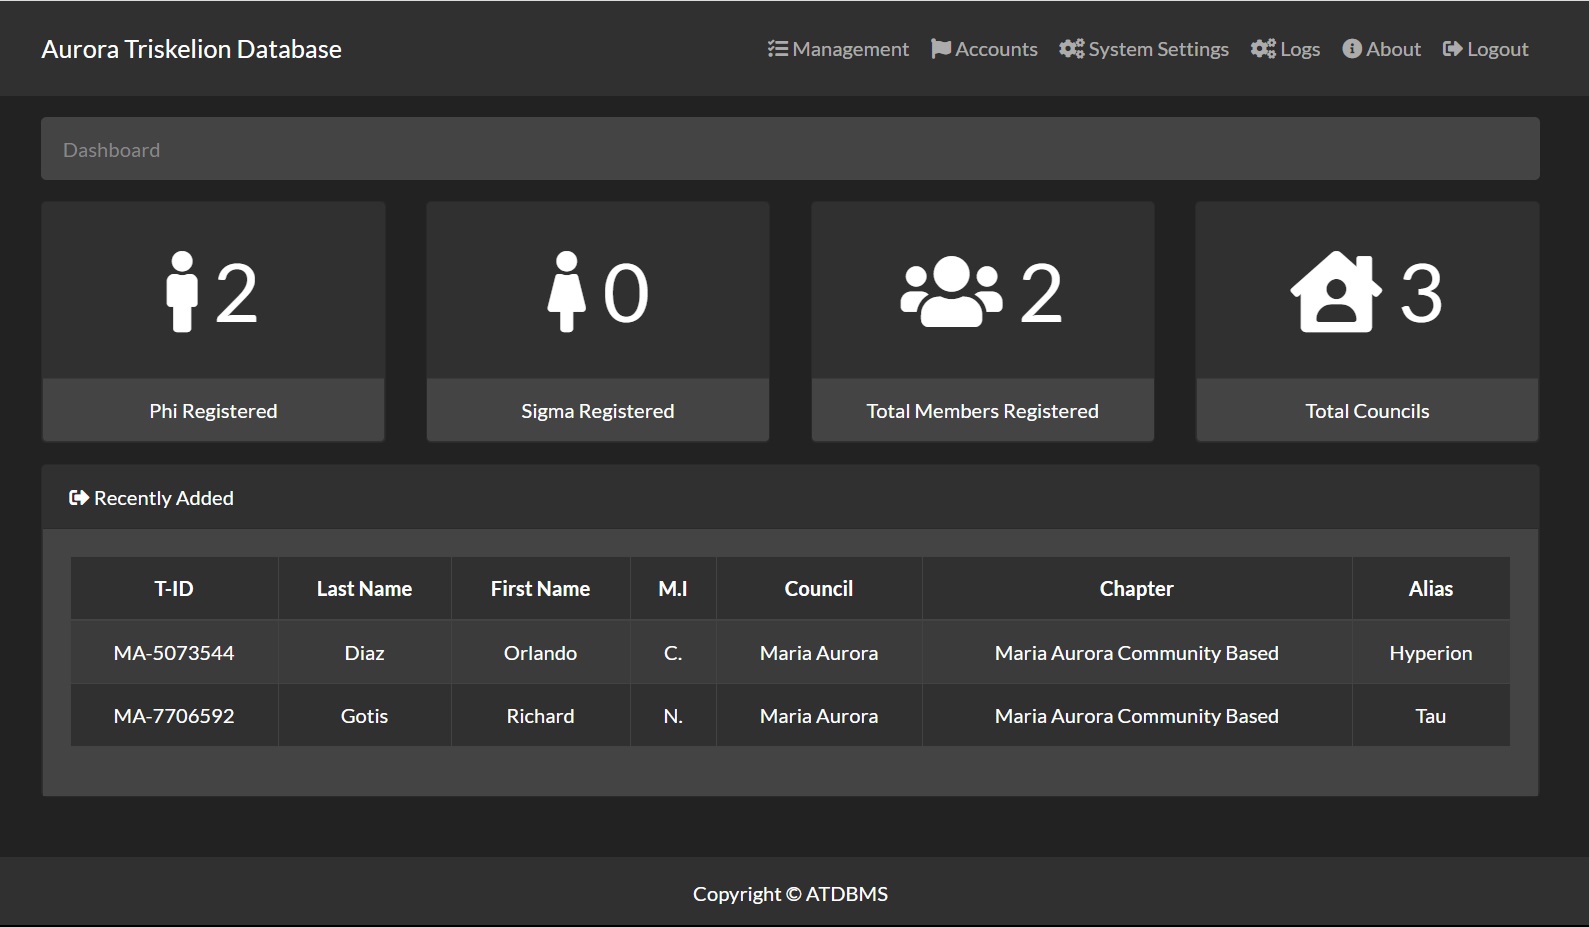 Aurora Triskelion Database Management Accounts System Settings Logs About Logout
Dashboard
2 0 2 3
Phi Registered Sigma Registered Total Members Registered Total Councils
Recently Added
T-ID Last Name First Name M.I Council Chapter Alias
MA-5073544 Diaz Orlando C. Maria Aurora Maria Aurora Community Based Hyperion
MA-7706592 Gotis Richard N. Maria Aurora Maria Aurora Community Based Tau
Copyright © ATDBMS